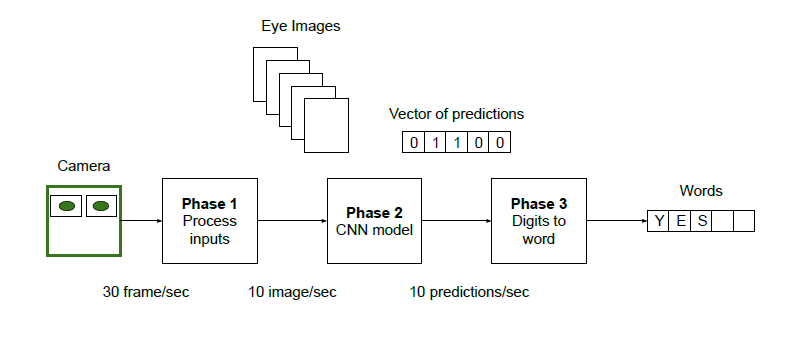 Eye Images
Vector of predictions
0 1 1 0 0
Camera
Phase 1
Process
inputs
Phase 2
CNN model
Phase 3
Digits to
word
Words
Y E S
30 frame/sec
10 image/sec
10 predictions/sec